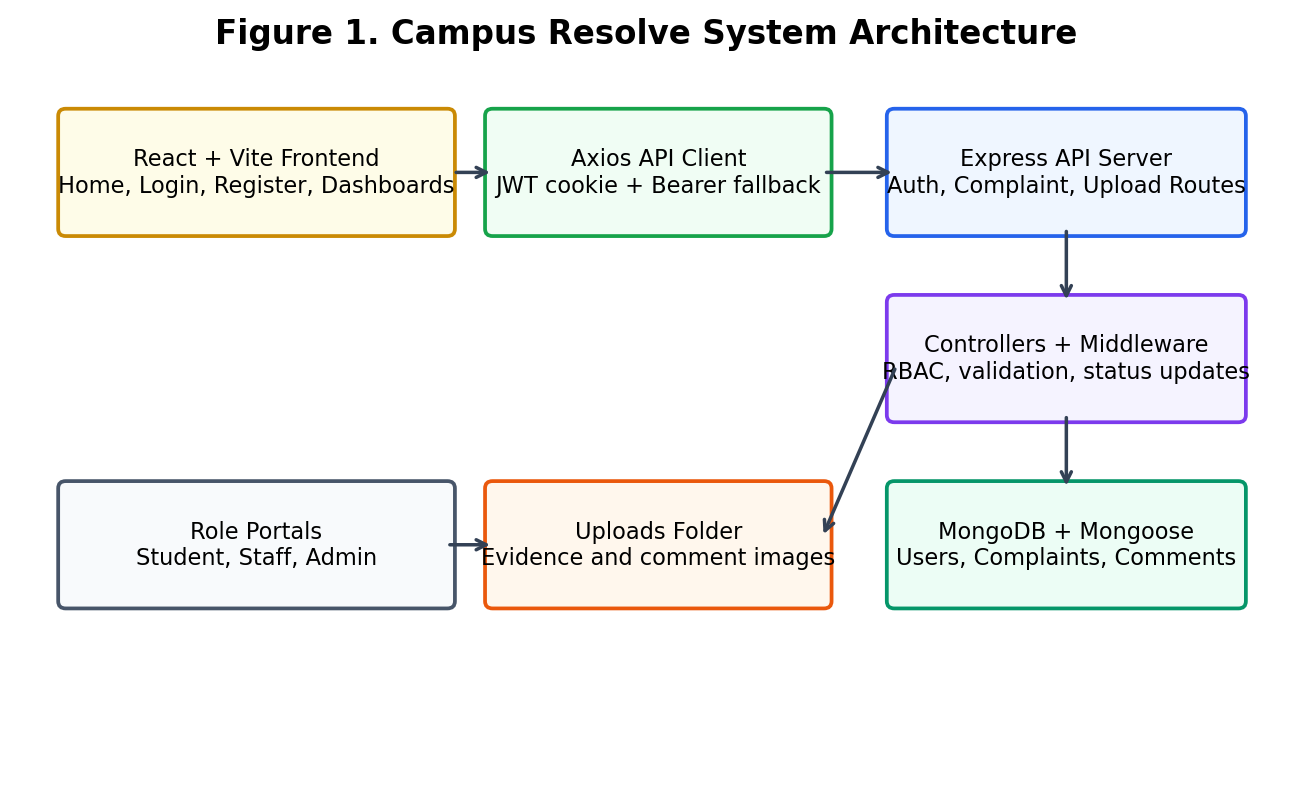 Figure 1. Campus Resolve System Architecture
React + Vite Frontend
Home, Login, Register, Dashboards
Axios API Client
JWT cookie + Bearer fallback
Express API Server
Auth, Complaint, Upload Routes
Controllers + Middleware
RBAC, validation, status updates
Role Portals
Student, Staff, Admin
Uploads Folder
Evidence and comment images
MongoDB + Mongoose
Users, Complaints, Comments